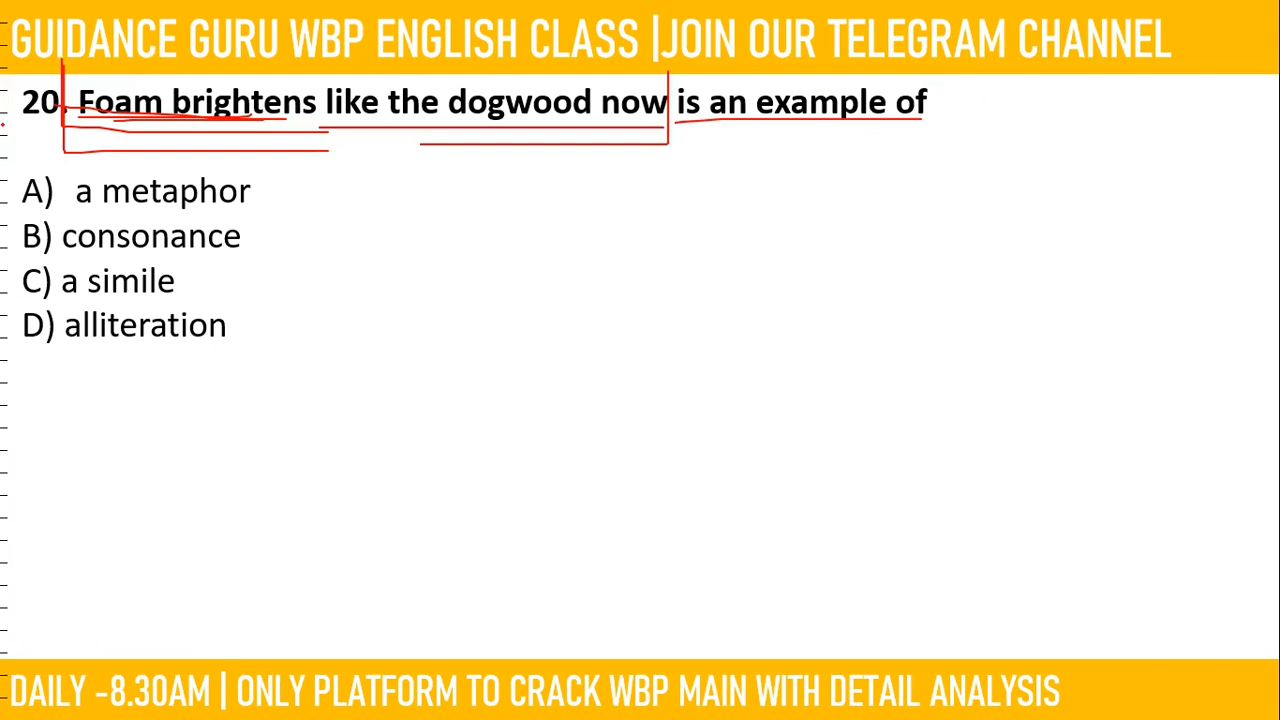 GUIDANCE GURU WBP ENGLISH CLASS |JOIN OUR TELEGRAM CHANNEL
20. Foam brightens like the dogwood now is an example of
A) a metaphor
B) consonance
C) a simile
D) alliteration
DAILY -8.30AM | ONLY PLATFORM TO CRACK WBP MAIN WITH DETAIL ANALYSIS